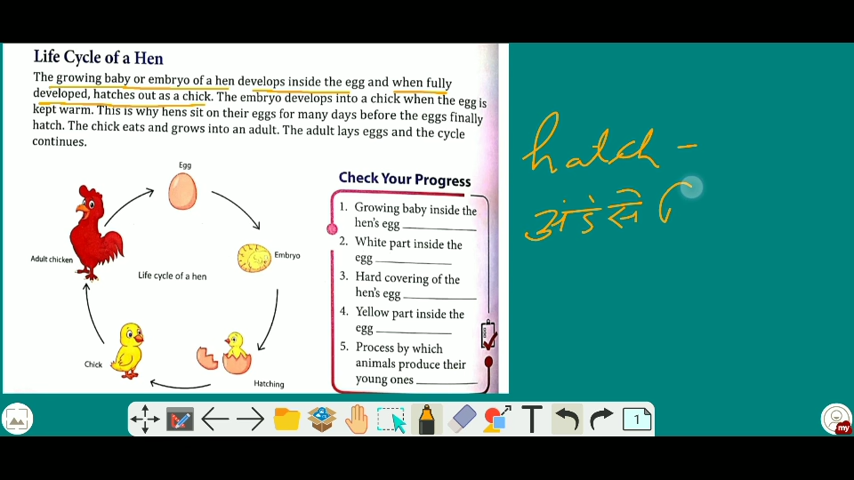 Life Cycle of a Hen
The growing baby or embryo of a hen develops inside the egg and when fully
developed, hatches out as a chick. The embryo develops into a chick when the egg is
kept warm. This is why hens sit on their eggs for many days before the eggs finally
hatch. The chick eats and grows into an adult. The adult lays eggs and the cycle
continues.
Egg
Embryo
Hatching
Chick
Adult chicken
Life cycle of a hen
Check Your Progress
1. Growing baby inside the
hen's egg ____________
2. White part inside the
egg ____________
3. Hard covering of the
hen's egg ____________
4. Yellow part inside the
egg ____________
5. Process by which
animals produce their
young ones ____________
hatch -
अंडे से
T
1
my